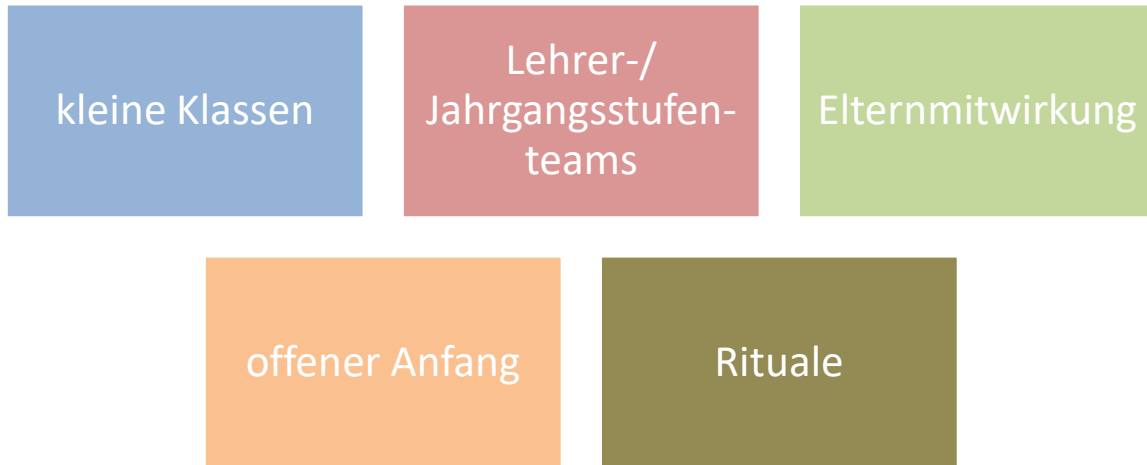 kleine Klassen
Lehrer-/
Jahrgangsstufen-
teams
Elternmitwirkung
offener Anfang
Rituale